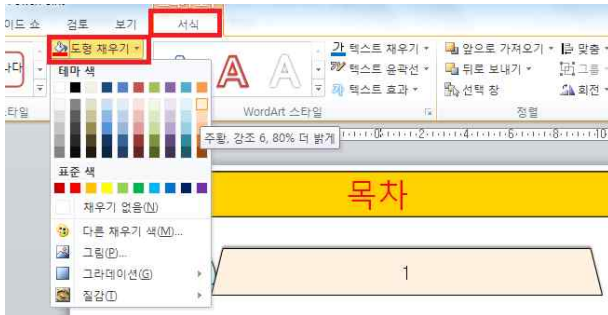 이드 쇼 검토 보기 서식
도형 채우기 가 텍스트 채우기 앞으로 가져오기 맞춤
테마 색 가 가 텍스트 윤곽선 뒤로 보내기 그룹
텍스트 효과 선택 창 회전
스타일 WordArt 스타일 정렬
주황, 강조 6, 80% 더 밝게
표준 색
채우기 없음(N)
목차
다른 채우기 색(M)...
그림(P)...
그라데이션(G)
1
질감(T)